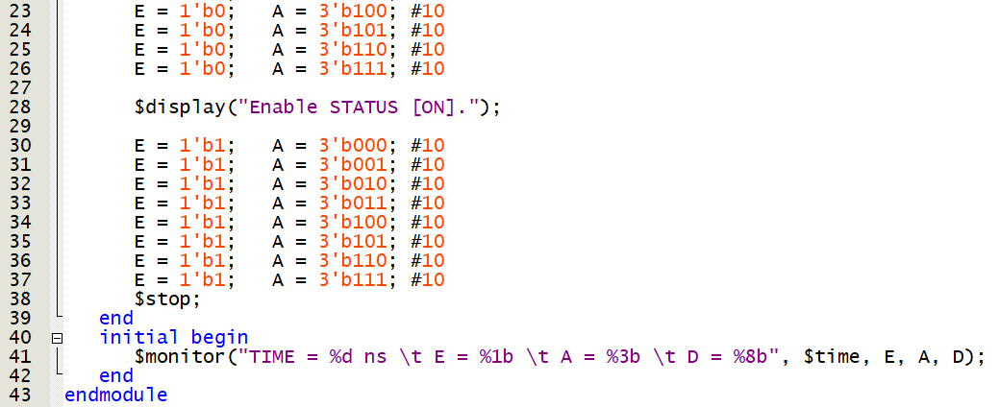 23 E = 1'b0; A = 3'b100; #10
24 E = 1'b0; A = 3'b101; #10
25 E = 1'b0; A = 3'b110; #10
26 E = 1'b0; A = 3'b111; #10
27
28 $display("Enable STATUS [ON].");
29
30 E = 1'b1; A = 3'b000; #10
31 E = 1'b1; A = 3'b001; #10
32 E = 1'b1; A = 3'b010; #10
33 E = 1'b1; A = 3'b011; #10
34 E = 1'b1; A = 3'b100; #10
35 E = 1'b1; A = 3'b101; #10
36 E = 1'b1; A = 3'b110; #10
37 E = 1'b1; A = 3'b111; #10
38 $stop;
39 end
40 initial begin
41 $monitor("TIME = %d ns \t E = %1b \t A = %3b \t D = %8b", $time, E, A, D);
42 end
43 endmodule